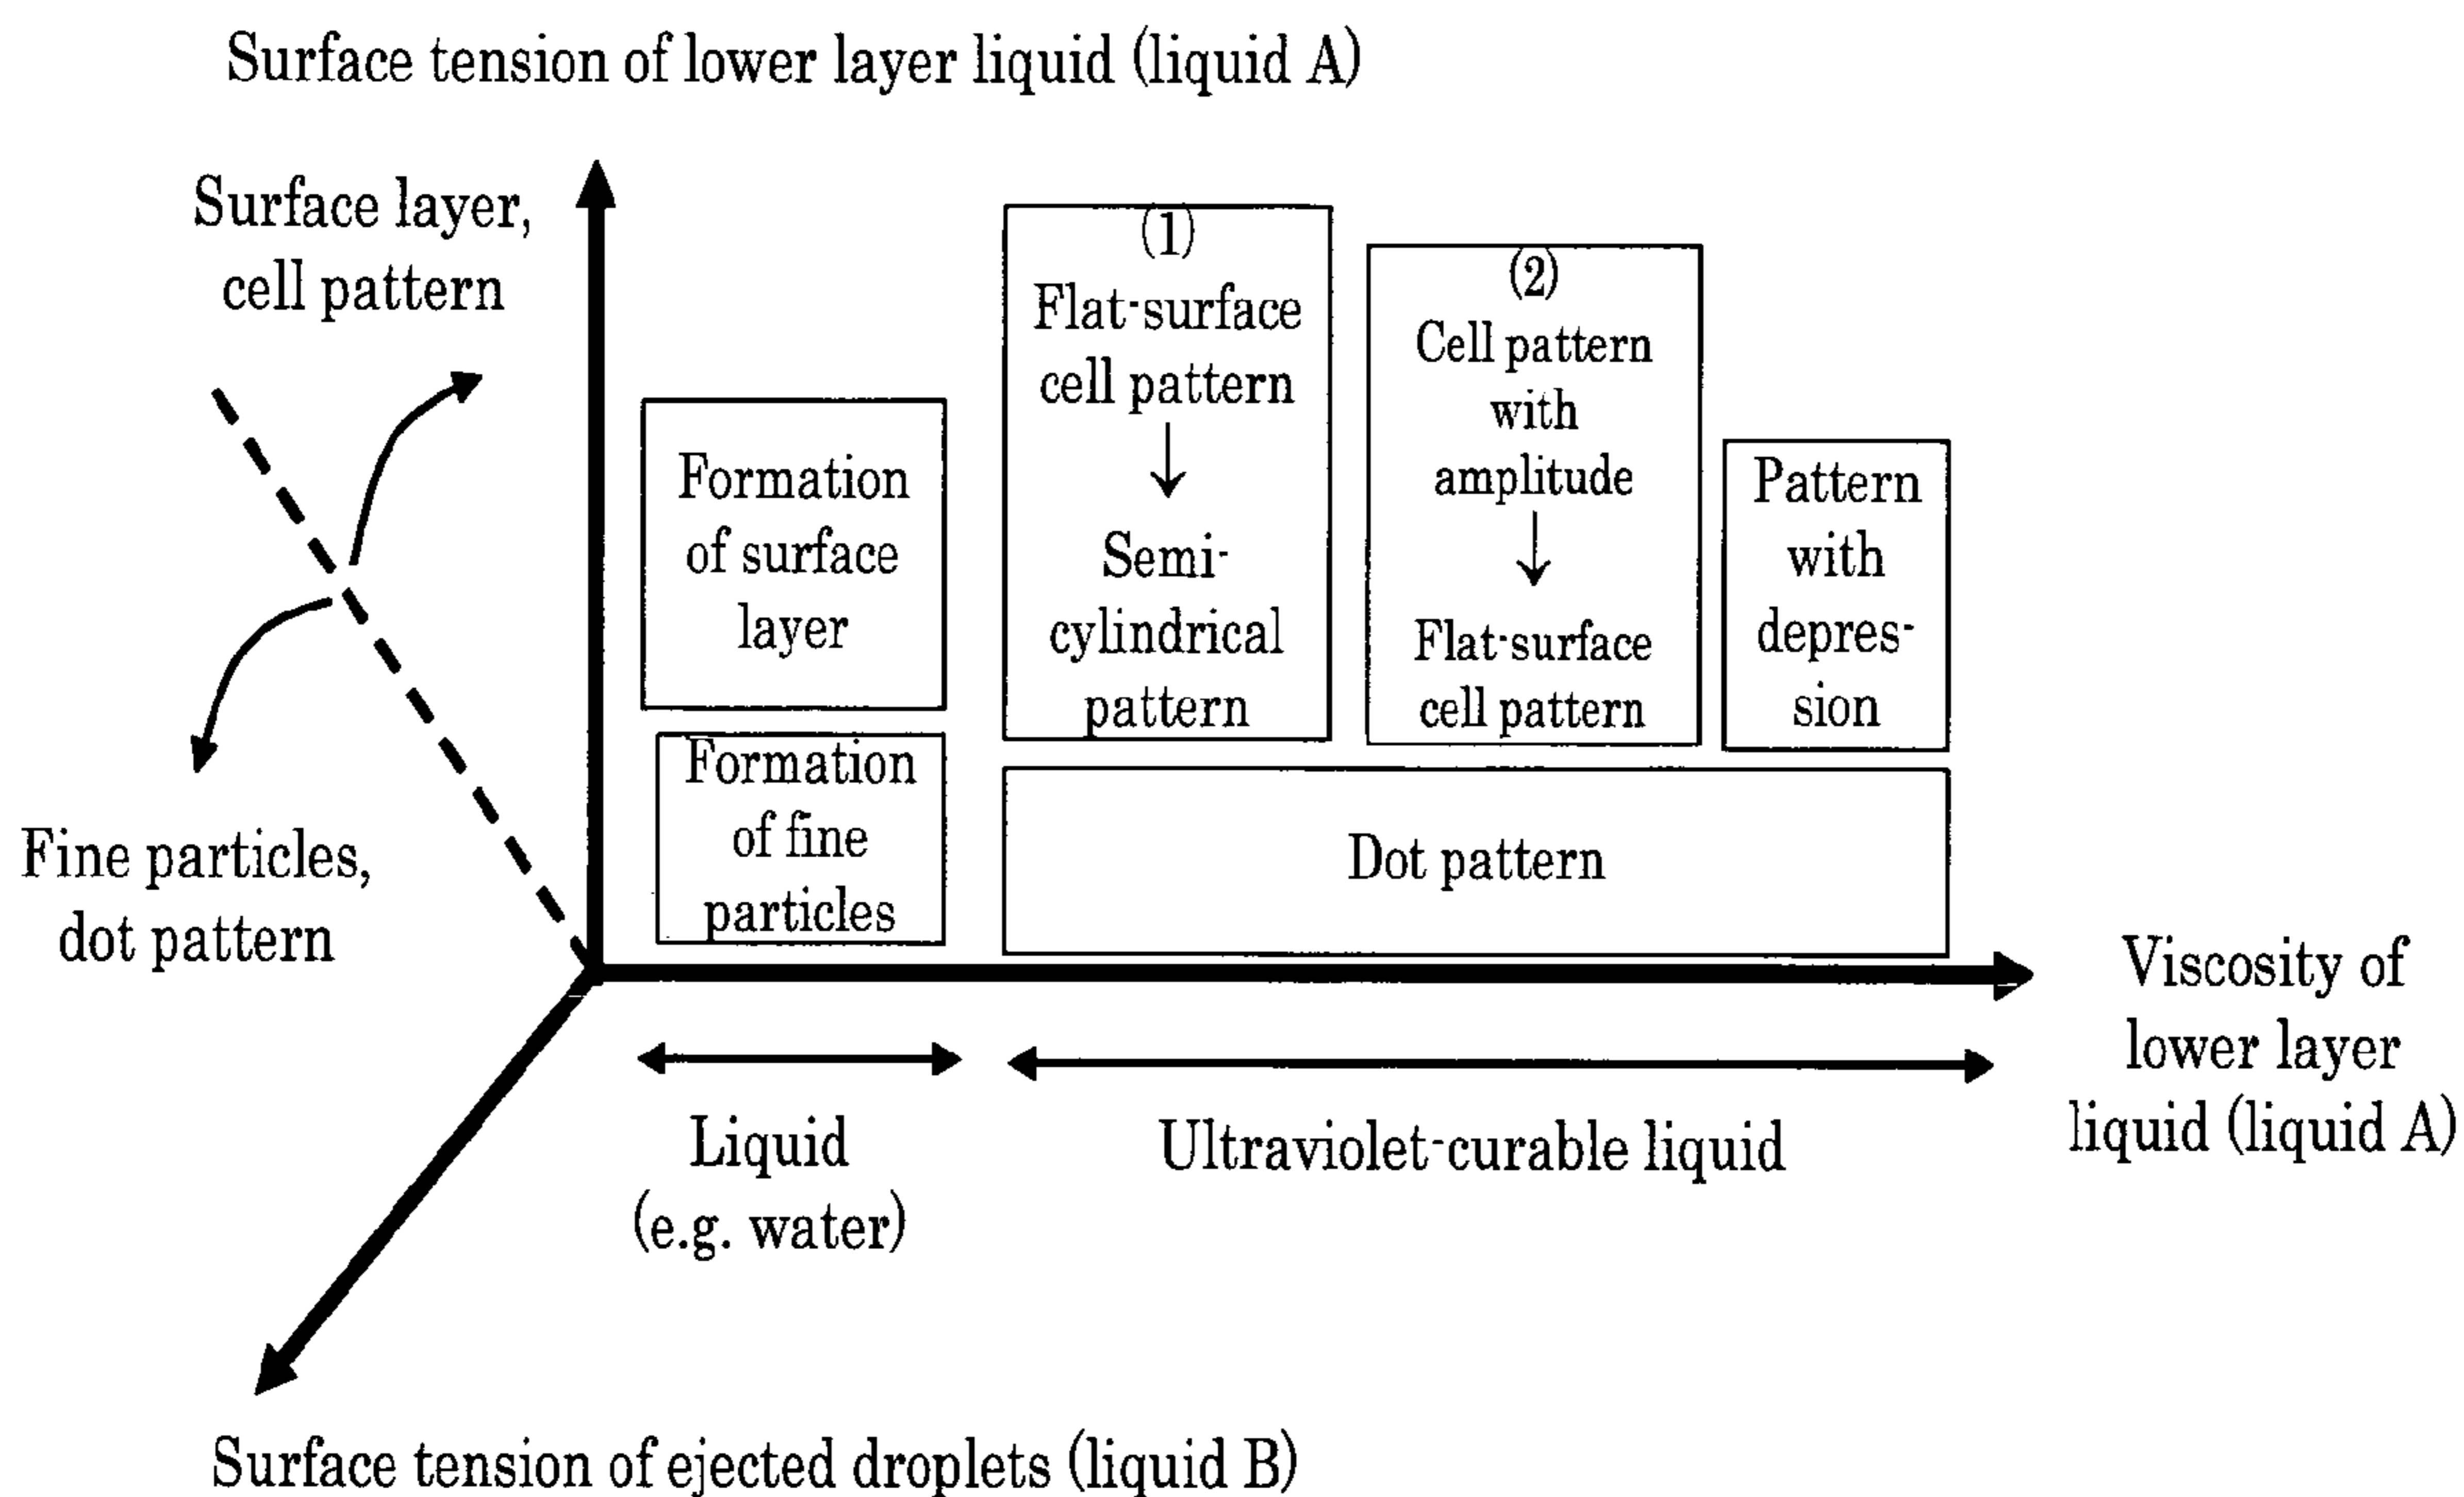 Surface tension of lower layer liquid (liquid A)
Surface layer,
cell pattern
Fine particles,
dot pattern
Formation
of surface
layer
Formation
of fine
particles
(1)
Flat-surface
cell pattern
Semi-
cylindrical
pattern
(2)
Cell pattern
with
amplitude
Flat-surface
cell pattern
Pattern
with
depres-
sion
Dot pattern
Liquid
(e.g. water)
Ultraviolet-curable liquid
Viscosity of
lower layer
liquid (liquid A)
Surface tension of ejected droplets (liquid B)